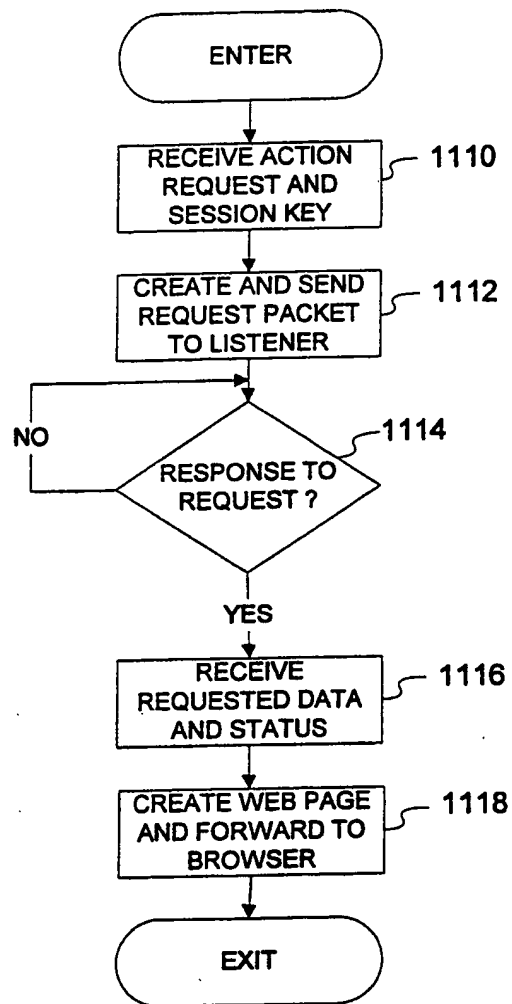 ENTER
RECEIVE ACTION
REQUEST AND
SESSION KEY
1110
CREATE AND SEND
REQUEST PACKET
TO LISTENER
1112
NO
RESPONSE TO
REQUEST ?
1114
YES
RECEIVE
REQUESTED DATA
AND STATUS
1116
CREATE WEB PAGE
AND FORWARD TO
BROWSER
1118
EXIT